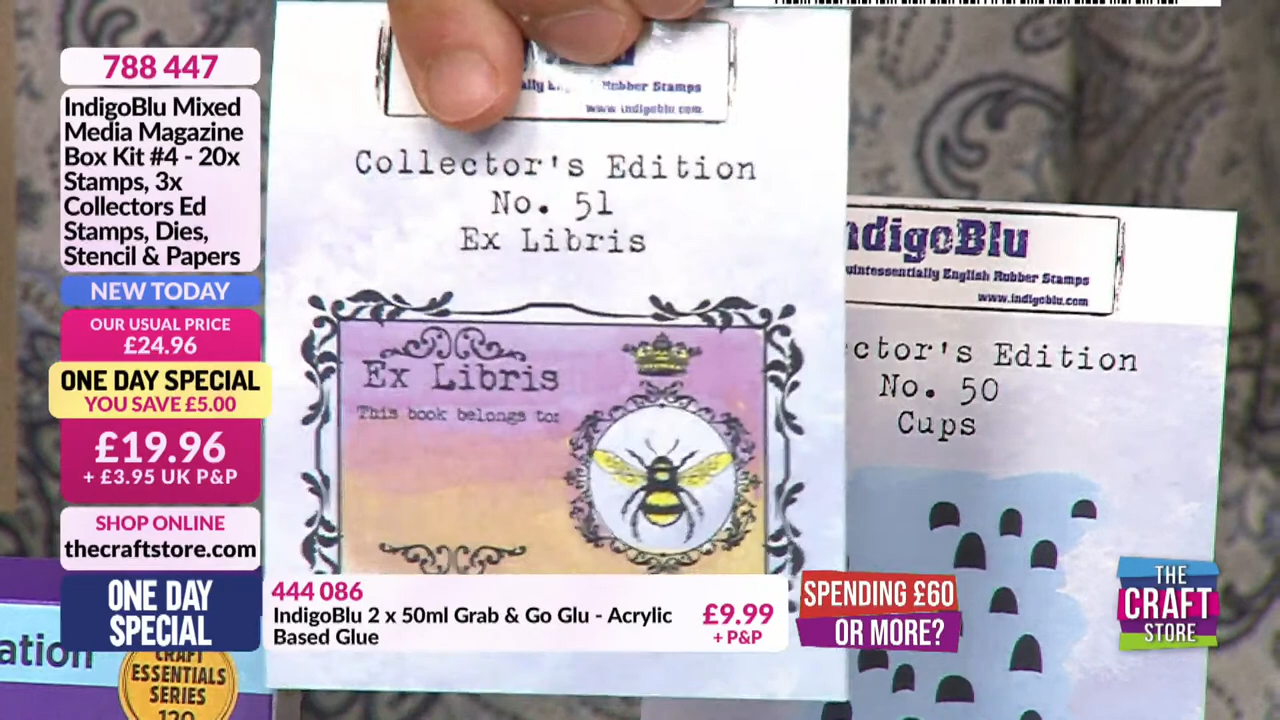 788 447
IndigoBlu Mixed
Media Magazine
Box Kit #4 - 20x
Stamps, 3x
Collectors Ed
Stamps, Dies,
Stencil & Papers
NEW TODAY
OUR USUAL PRICE
£24.96
ONE DAY SPECIAL
YOU SAVE £5.00
£19.96
+ £3.95 UK P&P
SHOP ONLINE
thecraftstore.com
ONE DAY
SPECIAL
Rubber Stamps
www.indigoblu.com
Collector's Edition
No. 51
Ex Libris
Ex Libris
This book belongs to:
ndigoBlu
uintessentially English Rubber Stamps
www.indigoblu.com
ctor's Edition
No. 50
Cups
444 086
IndigoBlu 2 x 50ml Grab & Go Glu - Acrylic
Based Glue
£9.99
+ P&P
SPENDING £60
OR MORE?
THE
CRAFT
STORE
ation
CRAFT
ESSENTIALS
SERIES
120